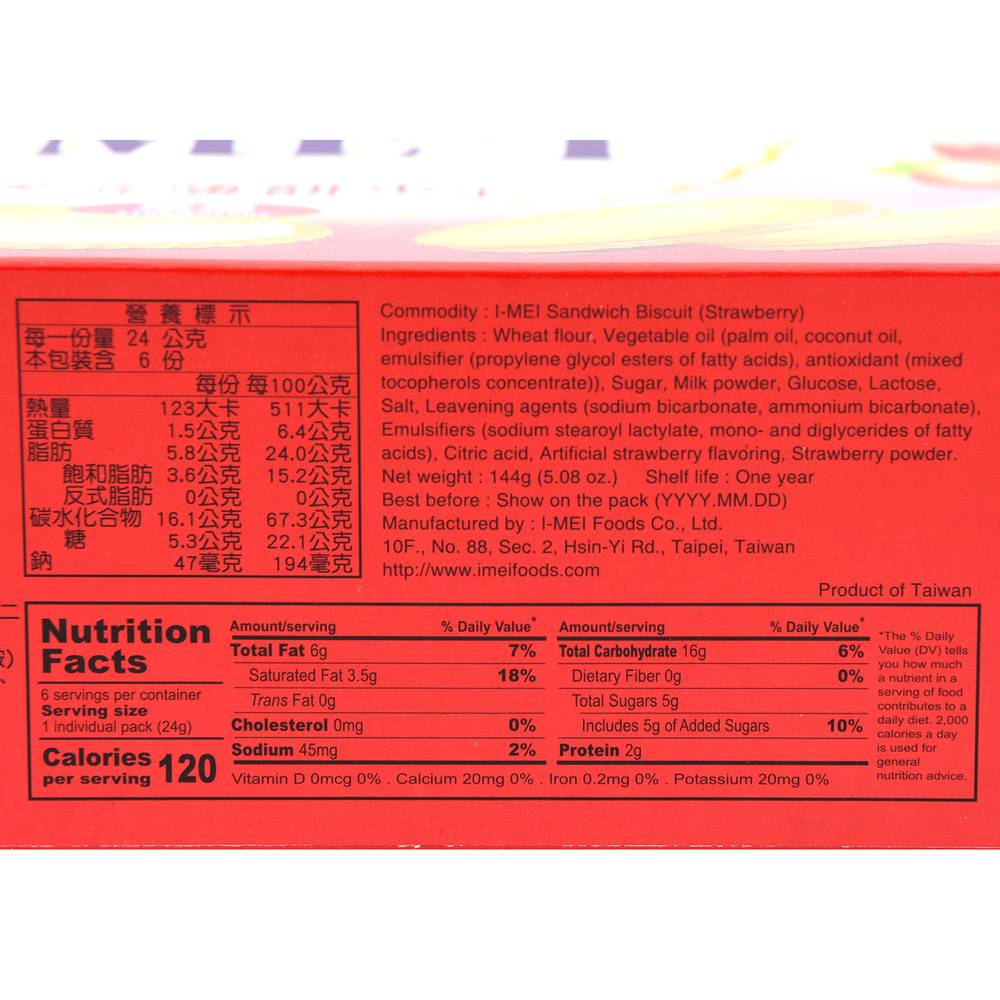 營養標示
每一份量 24 公克
本包裝含 6 份
每份 每100公克
熱量 123大卡 511大卡
蛋白質 1.5公克 6.4公克
脂肪 5.8公克 24.0公克
飽和脂肪 3.6公克 15.2公克
反式脂肪 0公克 0公克
碳水化合物 16.1公克 67.3公克
糖 5.3公克 22.1公克
鈉 47毫克 194毫克
Commodity : I-MEI Sandwich Biscuit (Strawberry)
Ingredients : Wheat flour, Vegetable oil (palm oil, coconut oil,
emulsifier (propylene glycol esters of fatty acids), antioxidant (mixed
tocopherols concentrate)), Sugar, Milk powder, Glucose, Lactose,
Salt, Leavening agents (sodium bicarbonate, ammonium bicarbonate),
Emulsifiers (sodium stearoyl lactylate, mono- and diglycerides of fatty
acids), Citric acid, Artificial strawberry flavoring, Strawberry powder.
Net weight : 144g (5.08 oz.) Shelf life : One year
Best before : Show on the pack (YYYY.MM.DD)
Manufactured by : I-MEI Foods Co., Ltd.
10F., No. 88, Sec. 2, Hsin-Yi Rd., Taipei, Taiwan
http://www.imeifoods.com
Product of Taiwan
Nutrition
Facts
6 servings per container
Serving size
1 individual pack (24g)
Calories
per serving 120
Amount/serving % Daily Value*
Total Fat 6g 7%
Saturated Fat 3.5g 18%
Trans Fat 0g
Cholesterol 0mg 0%
Sodium 45mg 2%
Amount/serving % Daily Value*
Total Carbohydrate 16g 6%
Dietary Fiber 0g 0%
Total Sugars 5g
Includes 5g of Added Sugars 10%
Protein 2g
Vitamin D 0mcg 0% . Calcium 20mg 0% . Iron 0.2mg 0% . Potassium 20mg 0%
*The % Daily
Value (DV) tells
you how much
a nutrient in a
serving of food
contributes to a
daily diet. 2,000
calories a day
is used for
general
nutrition advice.